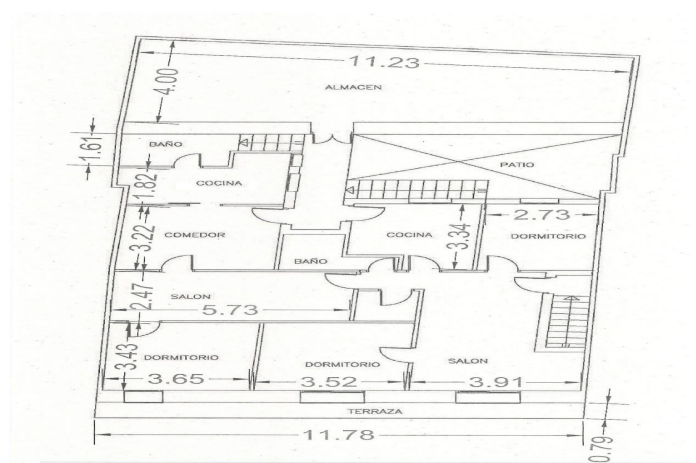 11.23
4.00
ALMACEN
1.61
BAÑO
PATIO
1.82
COCINA
2.73
3.22
COMEDOR
COCINA
3.34
DORMITORIO
BAÑO
2.47
SALON
5.73
3.43
DORMITORIO
DORMITORIO
SALON
3.65
3.52
3.91
TERRAZA
11.78
0.79